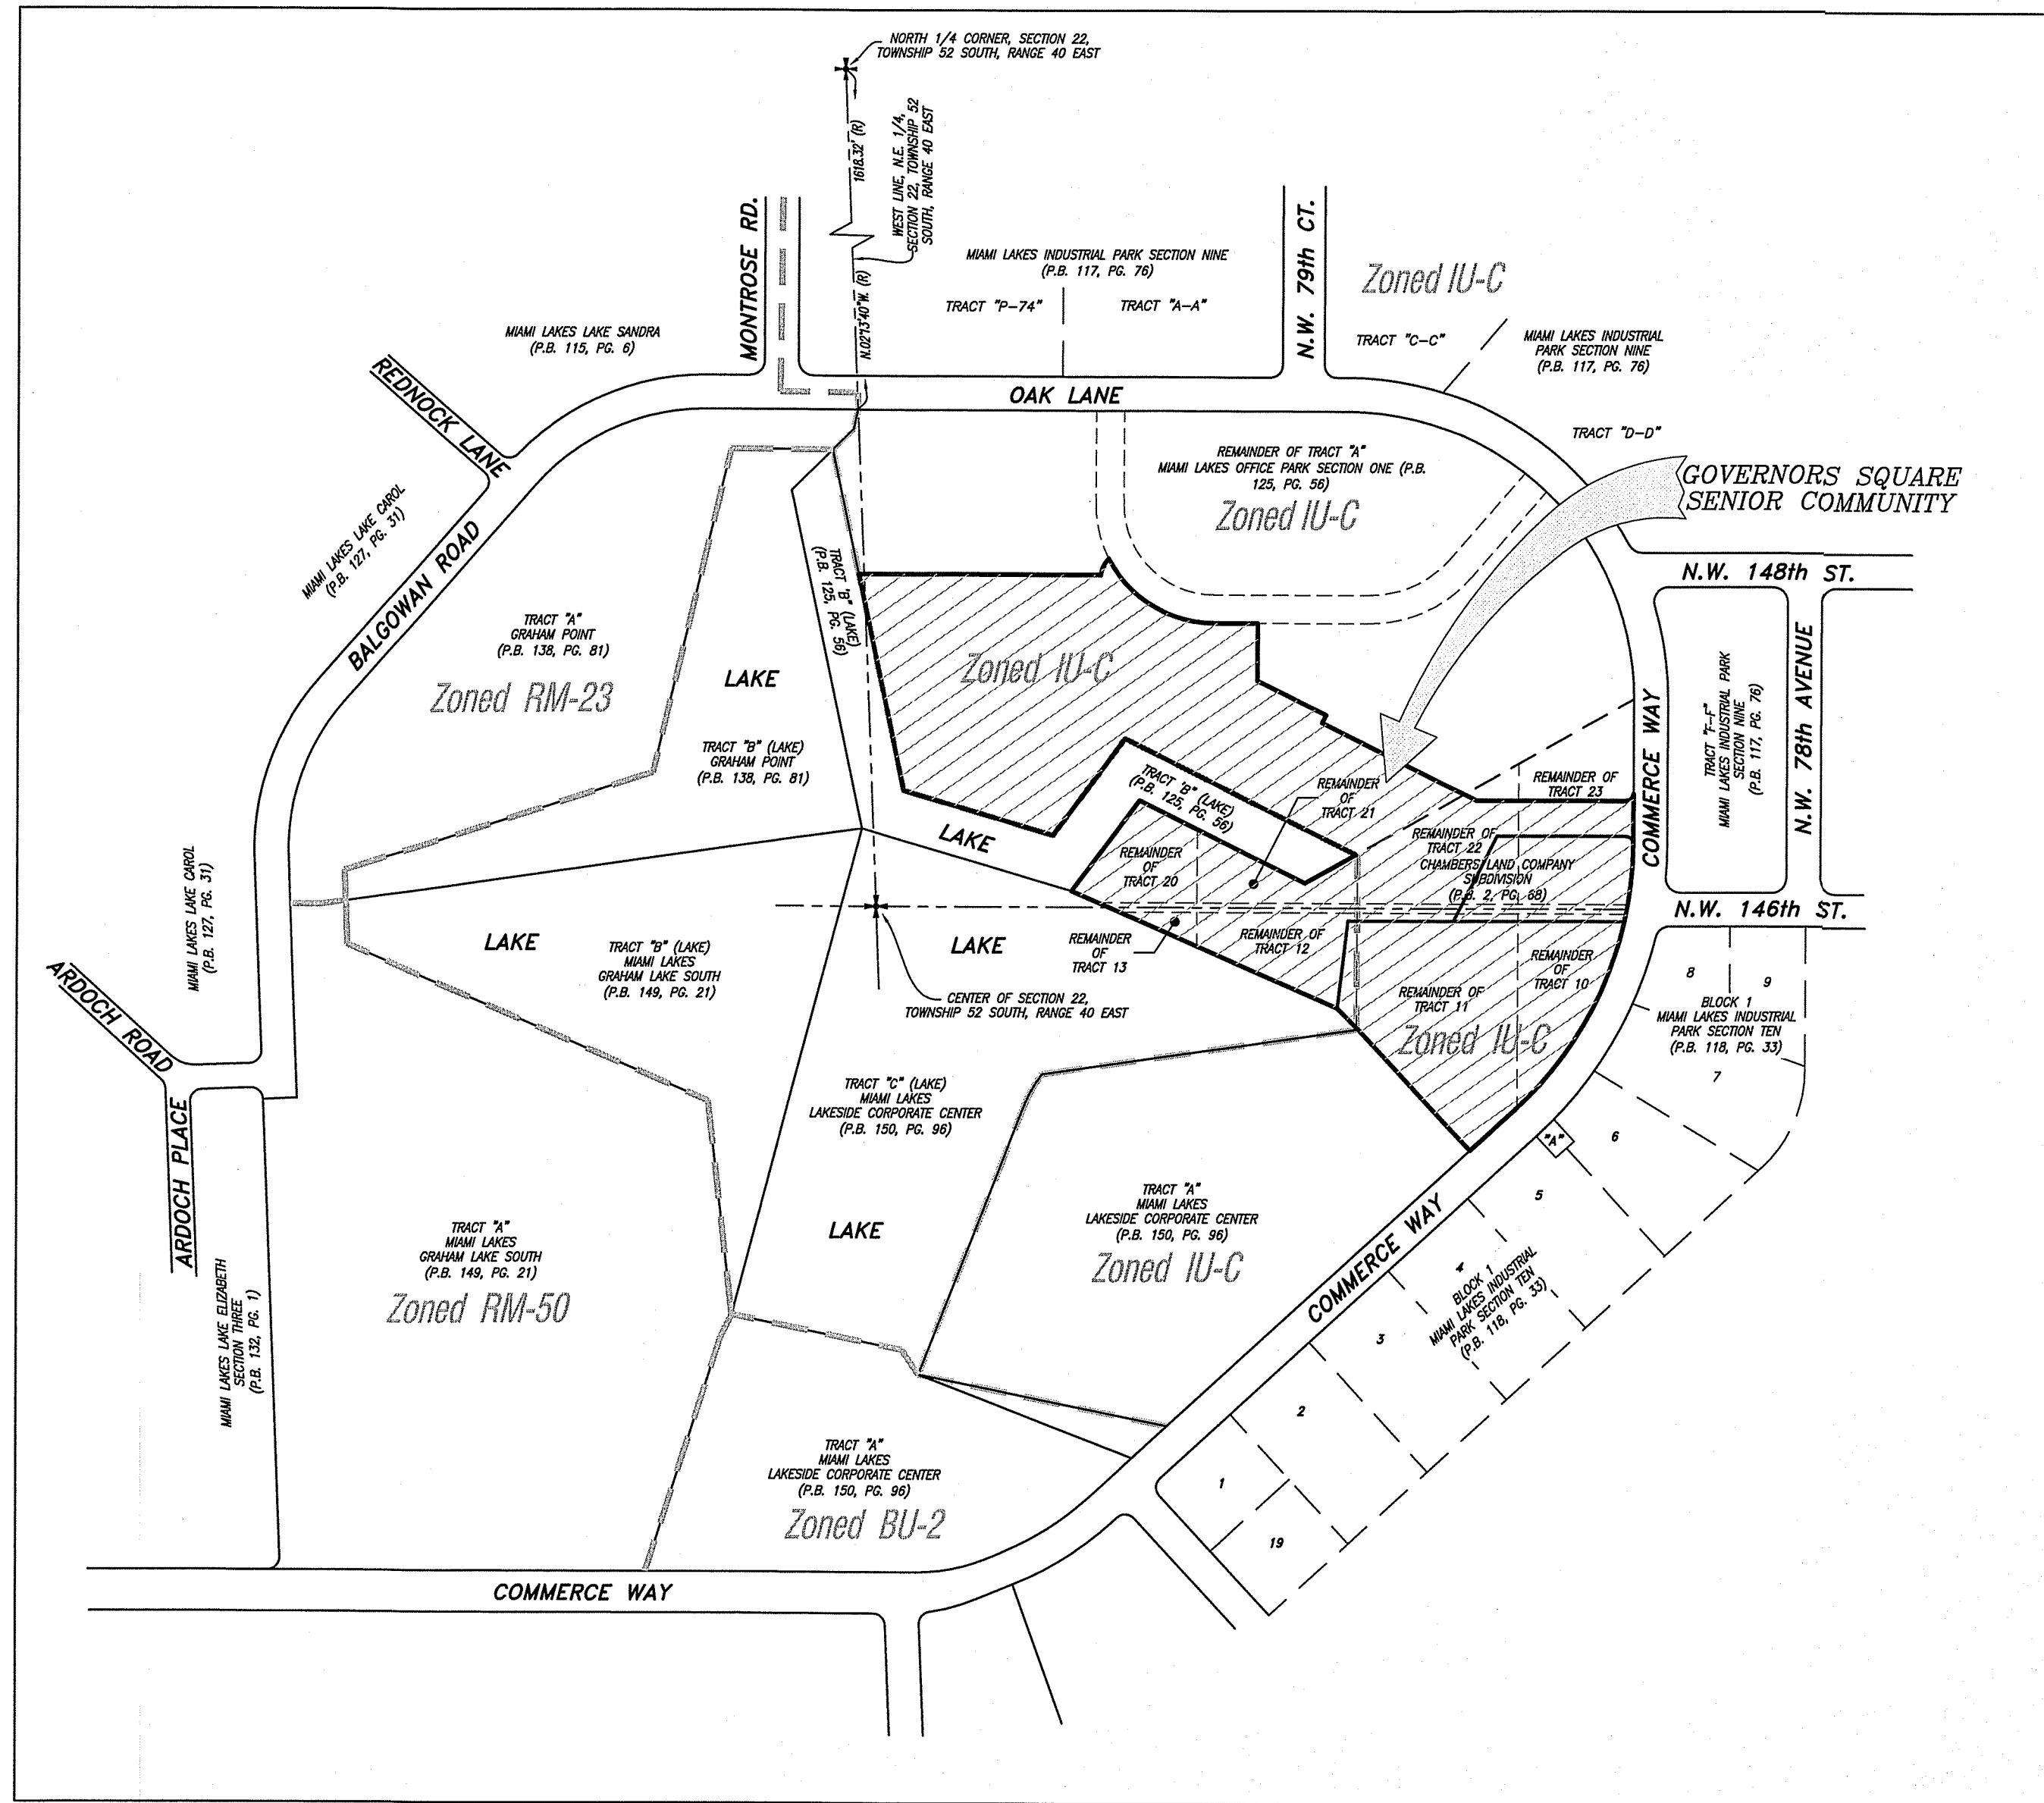 NORTH 1/4 CORNER, SECTION 22,
TOWNSHIP 52 SOUTH, RANGE 40 EAST
1618.32' (R)
WEST LINE, N.E. 1/4,
SECTION 22, TOWNSHIP 52
SOUTH, RANGE 40 EAST
N.02°13'40"W. (R)
MONTROSE RD.
MIAMI LAKES INDUSTRIAL PARK SECTION NINE
(P.B. 117, PG. 76)
TRACT "P-74"
TRACT "A-A"
N.W. 79th CT.
Zoned IU-C
TRACT "C-C"
MIAMI LAKES INDUSTRIAL
PARK SECTION NINE
(P.B. 117, PG. 76)
MIAMI LAKES LAKE SANDRA
(P.B. 115, PG. 6)
REDNOCK LANE
OAK LANE
TRACT "D-D"
REMAINDER OF TRACT "A"
MIAMI LAKES OFFICE PARK SECTION ONE (P.B.
125, PG. 56)
Zoned IU-C
GOVERNORS SQUARE
SENIOR COMMUNITY
MIAMI LAKES LAKE CAROL
(P.B. 127, PG. 31)
BALGOWAN ROAD
TRACT "B" (LAKE)
(P.B. 125, PG. 56)
N.W. 148th ST.
TRACT "A"
GRAHAM POINT
(P.B. 138, PG. 81)
Zoned RM-23
LAKE
Zoned IU-C
COMMERCE WAY
TRACT "F-F"
MIAMI LAKES INDUSTRIAL PARK
SECTION NINE
(P.B. 117, PG. 76)
N.W. 78th AVENUE
TRACT "B" (LAKE)
GRAHAM POINT
(P.B. 138, PG. 81)
TRACT "B" (LAKE)
(P.B. 125, PG. 56)
REMAINDER
OF
TRACT 21
REMAINDER OF
TRACT 23
LAKE
REMAINDER
OF
TRACT 20
REMAINDER OF
TRACT 22
CHAMBERS LAND COMPANY
SUBDIVISION
(P.B. 2, PG. 68)
MIAMI LAKES LAKE CAROL
(P.B. 127, PG. 31)
N.W. 146th ST.
LAKE
TRACT "B" (LAKE)
MIAMI LAKES
GRAHAM LAKE SOUTH
(P.B. 149, PG. 21)
LAKE
REMAINDER
OF
TRACT 13
REMAINDER OF
TRACT 12
REMAINDER
OF
TRACT 10
REMAINDER OF
TRACT 11
Zoned IU-C
CENTER OF SECTION 22,
TOWNSHIP 52 SOUTH, RANGE 40 EAST
8
9
BLOCK 1
MIAMI LAKES INDUSTRIAL
PARK SECTION TEN
(P.B. 118, PG. 33)
7
ARDOCH ROAD
ARDOCH PLACE
TRACT "C" (LAKE)
MIAMI LAKES
LAKESIDE CORPORATE CENTER
(P.B. 150, PG. 96)
"A"
6
5
TRACT "A"
MIAMI LAKES
GRAHAM LAKE SOUTH
(P.B. 149, PG. 21)
Zoned RM-50
LAKE
TRACT "A"
MIAMI LAKES
LAKESIDE CORPORATE CENTER
(P.B. 150, PG. 96)
Zoned IU-C
COMMERCE WAY
4
BLOCK 1
MIAMI LAKES INDUSTRIAL
PARK SECTION TEN
(P.B. 118, PG. 33)
3
MIAMI LAKES LAKE ELIZABETH
SECTION THREE
(P.B. 132, PG. 1)
2
1
19
TRACT "A"
MIAMI LAKES
LAKESIDE CORPORATE CENTER
(P.B. 150, PG. 96)
Zoned BU-2
COMMERCE WAY